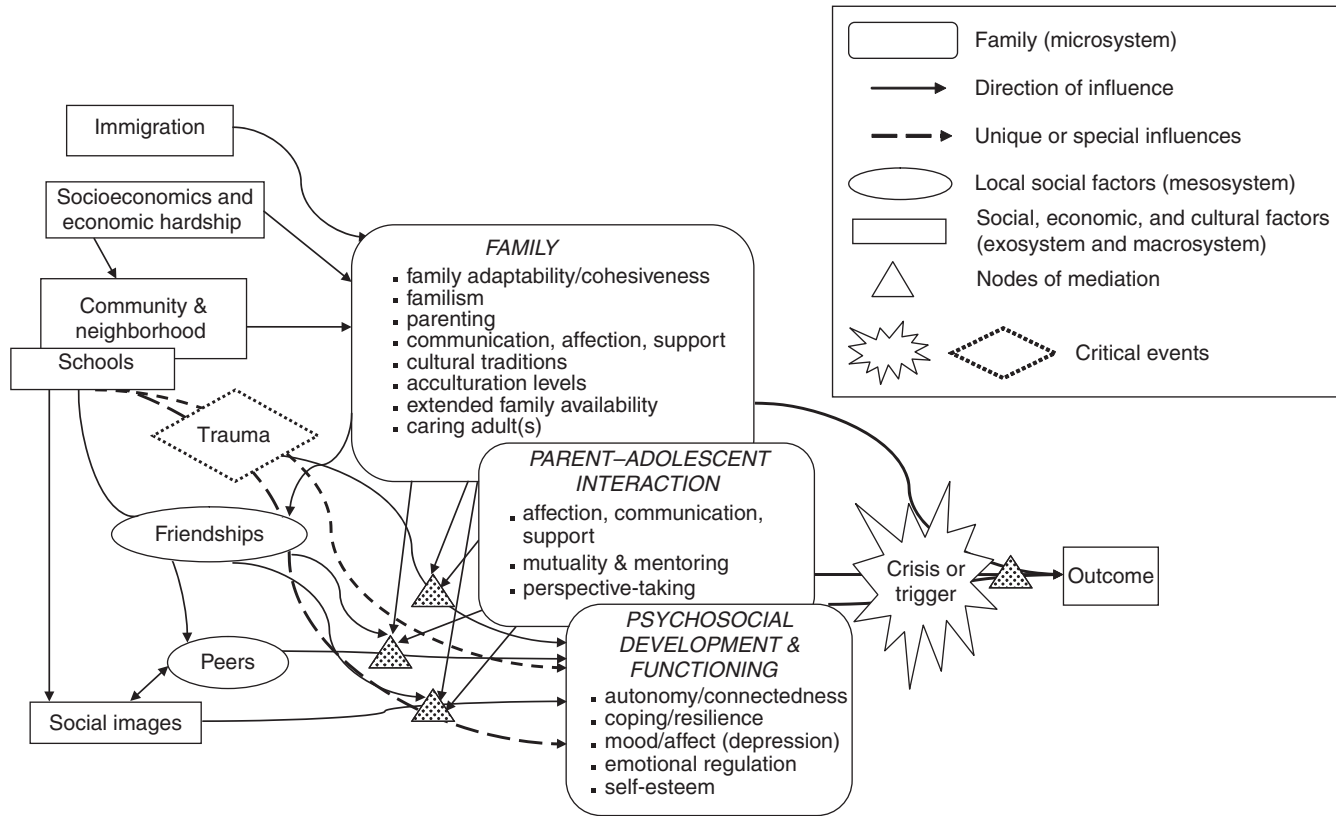 Immigration
Socioeconomics and
economic hardship
Community &
neighborhood
Schools
Trauma
Friendships
Peers
Social images
FAMILY
▪ family adaptability/cohesiveness
▪ familism
▪ parenting
▪ communication, affection, support
▪ cultural traditions
▪ acculturation levels
▪ extended family availability
▪ caring adult(s)
PARENT–ADOLESCENT
INTERACTION
▪ affection, communication,
support
▪ mutuality & mentoring
▪ perspective-taking
PSYCHOSOCIAL
DEVELOPMENT &
FUNCTIONING
▪ autonomy/connectedness
▪ coping/resilience
▪ mood/affect (depression)
▪ emotional regulation
▪ self-esteem
Crisis or
trigger
Outcome
Family (microsystem)
Direction of influence
Unique or special influences
Local social factors (mesosystem)
Social, economic, and cultural factors
(exosystem and macrosystem)
Nodes of mediation
Critical events